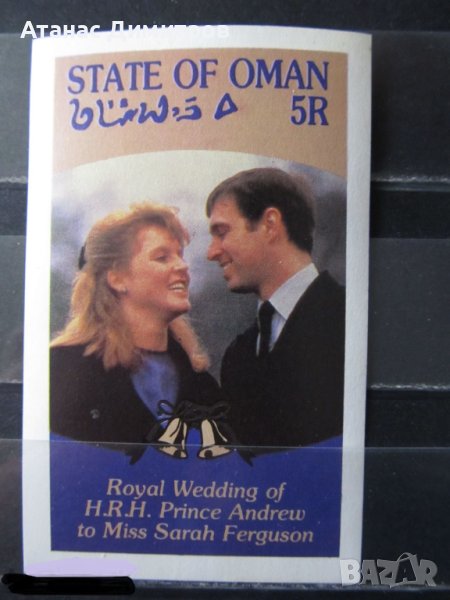 Атанас Димитров
STATE OF OMAN
5R
Royal Wedding of
H.R.H. Prince Andrew
to Miss Sarah Ferguson
BAZAR